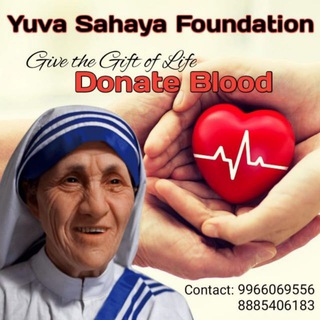 Yuva Sahaya Foundation
Give the Gift of Life
Donate Blood
Contact: 9966069556
8885406183